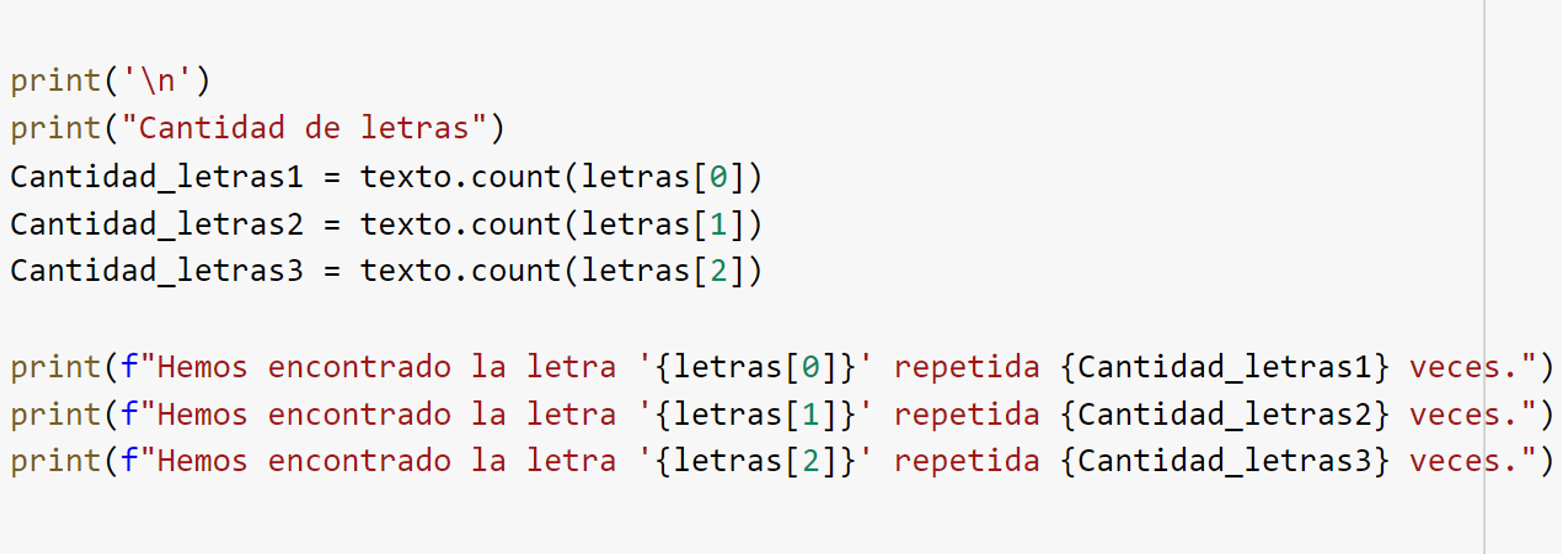 print('\n')
print("Cantidad de letras")
Cantidad_letras1 = texto.count(letras[0])
Cantidad_letras2 = texto.count(letras[1])
Cantidad_letras3 = texto.count(letras[2])
print(f"Hemos encontrado la letra '{letras[0]}' repetida {Cantidad_letras1} veces.")
print(f"Hemos encontrado la letra '{letras[1]}' repetida {Cantidad_letras2} veces.")
print(f"Hemos encontrado la letra '{letras[2]}' repetida {Cantidad_letras3} veces.")